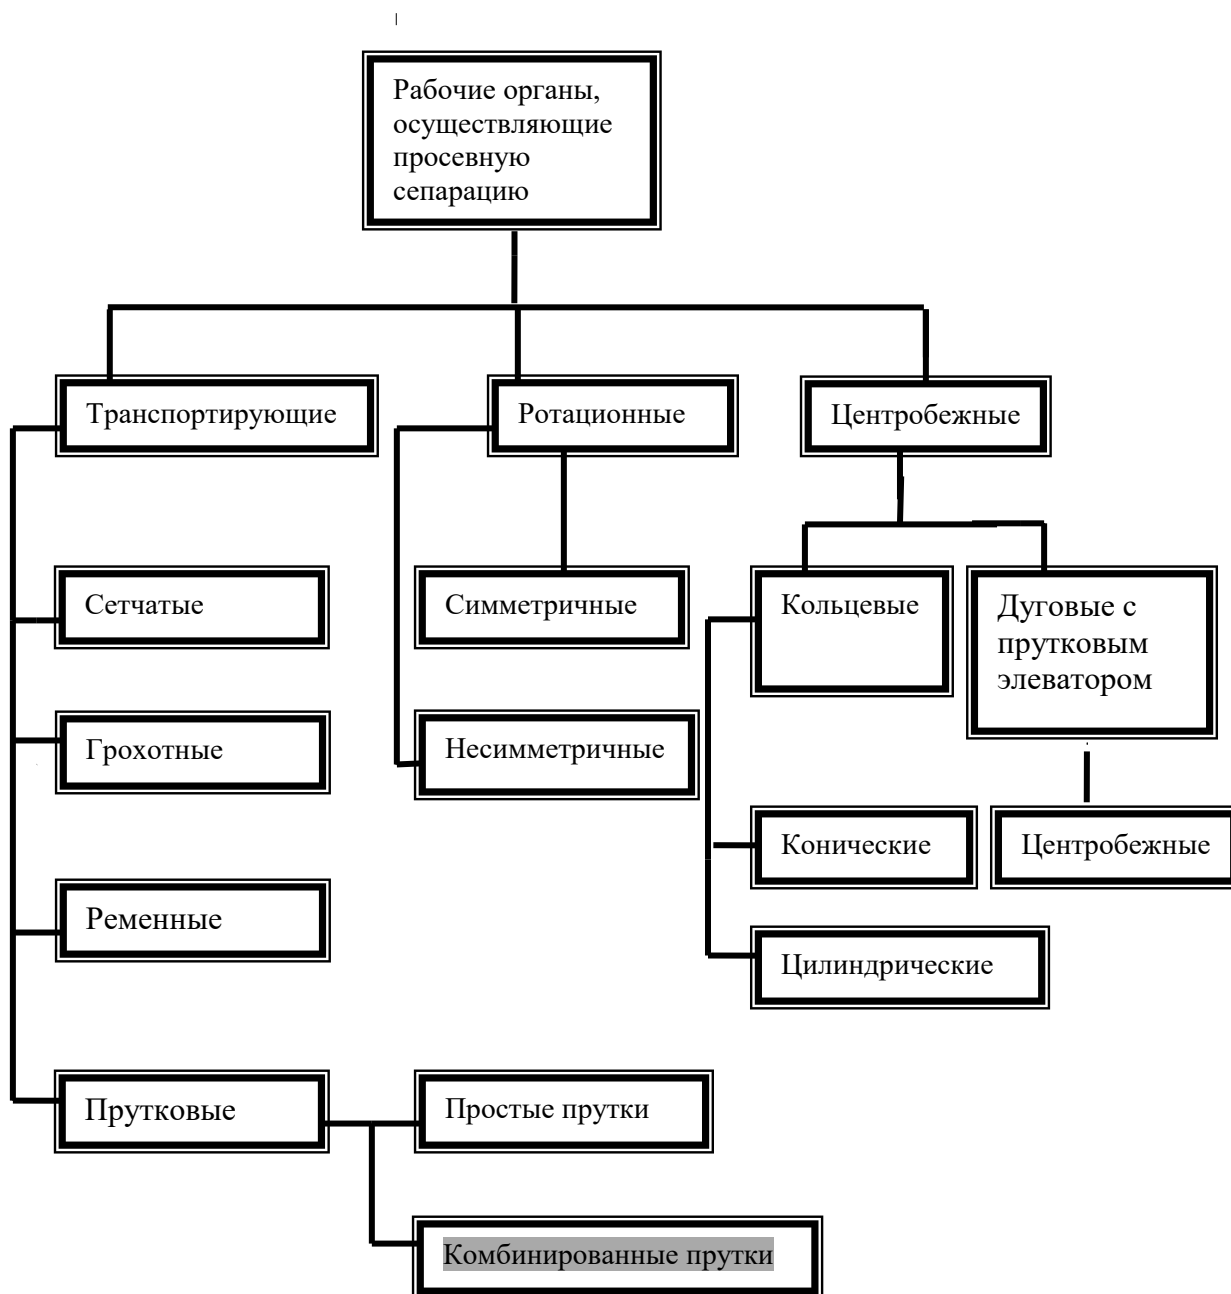 Рабочие органы,
осуществляющие
просевную
сепарацию
Транспортирующие
Ротационные
Центробежные
Сетчатые
Симметричные
Кольцевые
Дуговые с
прутковым
элеватором
Грохотные
Несимметричные
Конические
Центробежные
Ременные
Цилиндрические
Прутковые
Простые прутки
Комбинированные прутки